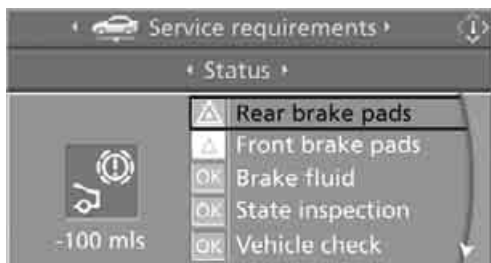 Service requirements
Status
Rear brake pads
Front brake pads
OK Brake fluid
OK State inspection
OK Vehicle check
-100 mls